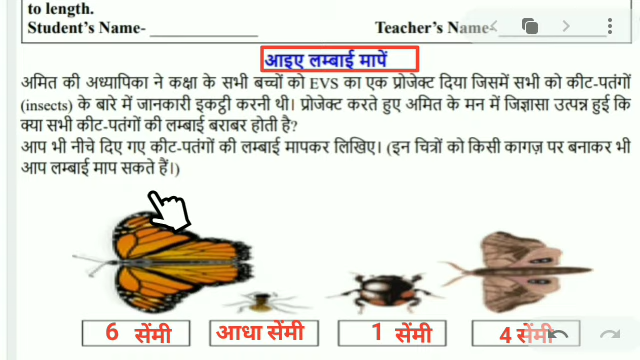 to length.
Student's Name- ______________ Teacher's Name- ______________
आइए लम्बाई मापें
अमित की अध्यापिका ने कक्षा के सभी बच्चों को EVS का एक प्रोजेक्ट दिया जिसमें सभी को कीट-पतंगों
(insects) के बारे में जानकारी इकट्ठी करनी थी। प्रोजेक्ट करते हुए अमित के मन में जिज्ञासा उत्पन्न हुई कि
क्या सभी कीट-पतंगों की लम्बाई बराबर होती है?
आप भी नीचे दिए गए कीट-पतंगों की लम्बाई मापकर लिखिए। (इन चित्रों को किसी कागज़ पर बनाकर भी
आप लम्बाई माप सकते हैं।)
6 सेंमी आधा सेंमी 1 सेंमी 4 सेंमी